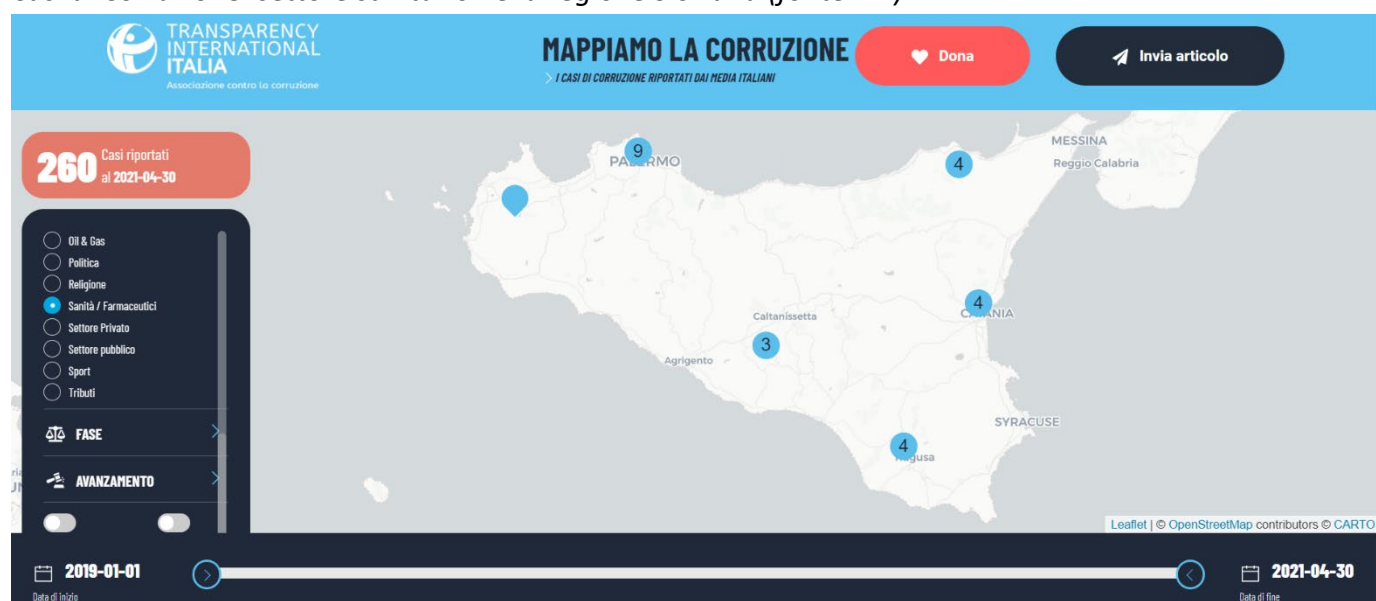 TRANSPARENCY
INTERNATIONAL
ITALIA
Associazione contro la corruzione
MAPPIAMO LA CORRUZIONE
> I CASI DI CORRUZIONE RIPORTATI DAI MEDIA ITALIANI
Dona
Invia articolo
260 Casi riportati
al 2021-04-30
Oil & Gas
Politica
Religione
Sanità / Farmaceutici
Settore Privato
Settore pubblico
Sport
Tributi
FASE
AVANZAMENTO
9
PALERMO
4
MESSINA
Reggio Calabria
Caltanissetta
4
CATANIA
3
Agrigento
SYRACUSE
4
Ragusa
Leaflet | © OpenStreetMap contributors © CARTO
2019-01-01
Data di inizio
2021-04-30
Data di fine